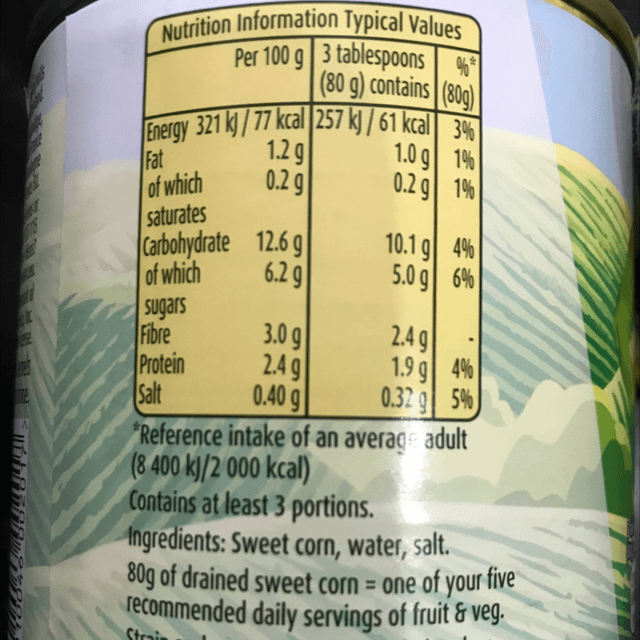 Nutrition Information Typical Values
Per 100 g 3 tablespoons %*
(80 g) contains (80g)
Energy 321 kJ / 77 kcal 257 kJ / 61 kcal 3%
Fat 1.2 g 1.0 g 1%
of which 0.2 g 0.2 g 1%
saturates
Carbohydrate 12.6 g 10.1 g 4%
of which 6.2 g 5.0 g 6%
sugars
Fibre 3.0 g 2.4 g -
Protein 2.4 g 1.9 g 4%
Salt 0.40 g 0.32 g 5%
*Reference intake of an average adult
(8 400 kJ/2 000 kcal)
Contains at least 3 portions.
Ingredients: Sweet corn, water, salt.
80g of drained sweet corn = one of your five
recommended daily servings of fruit & veg.